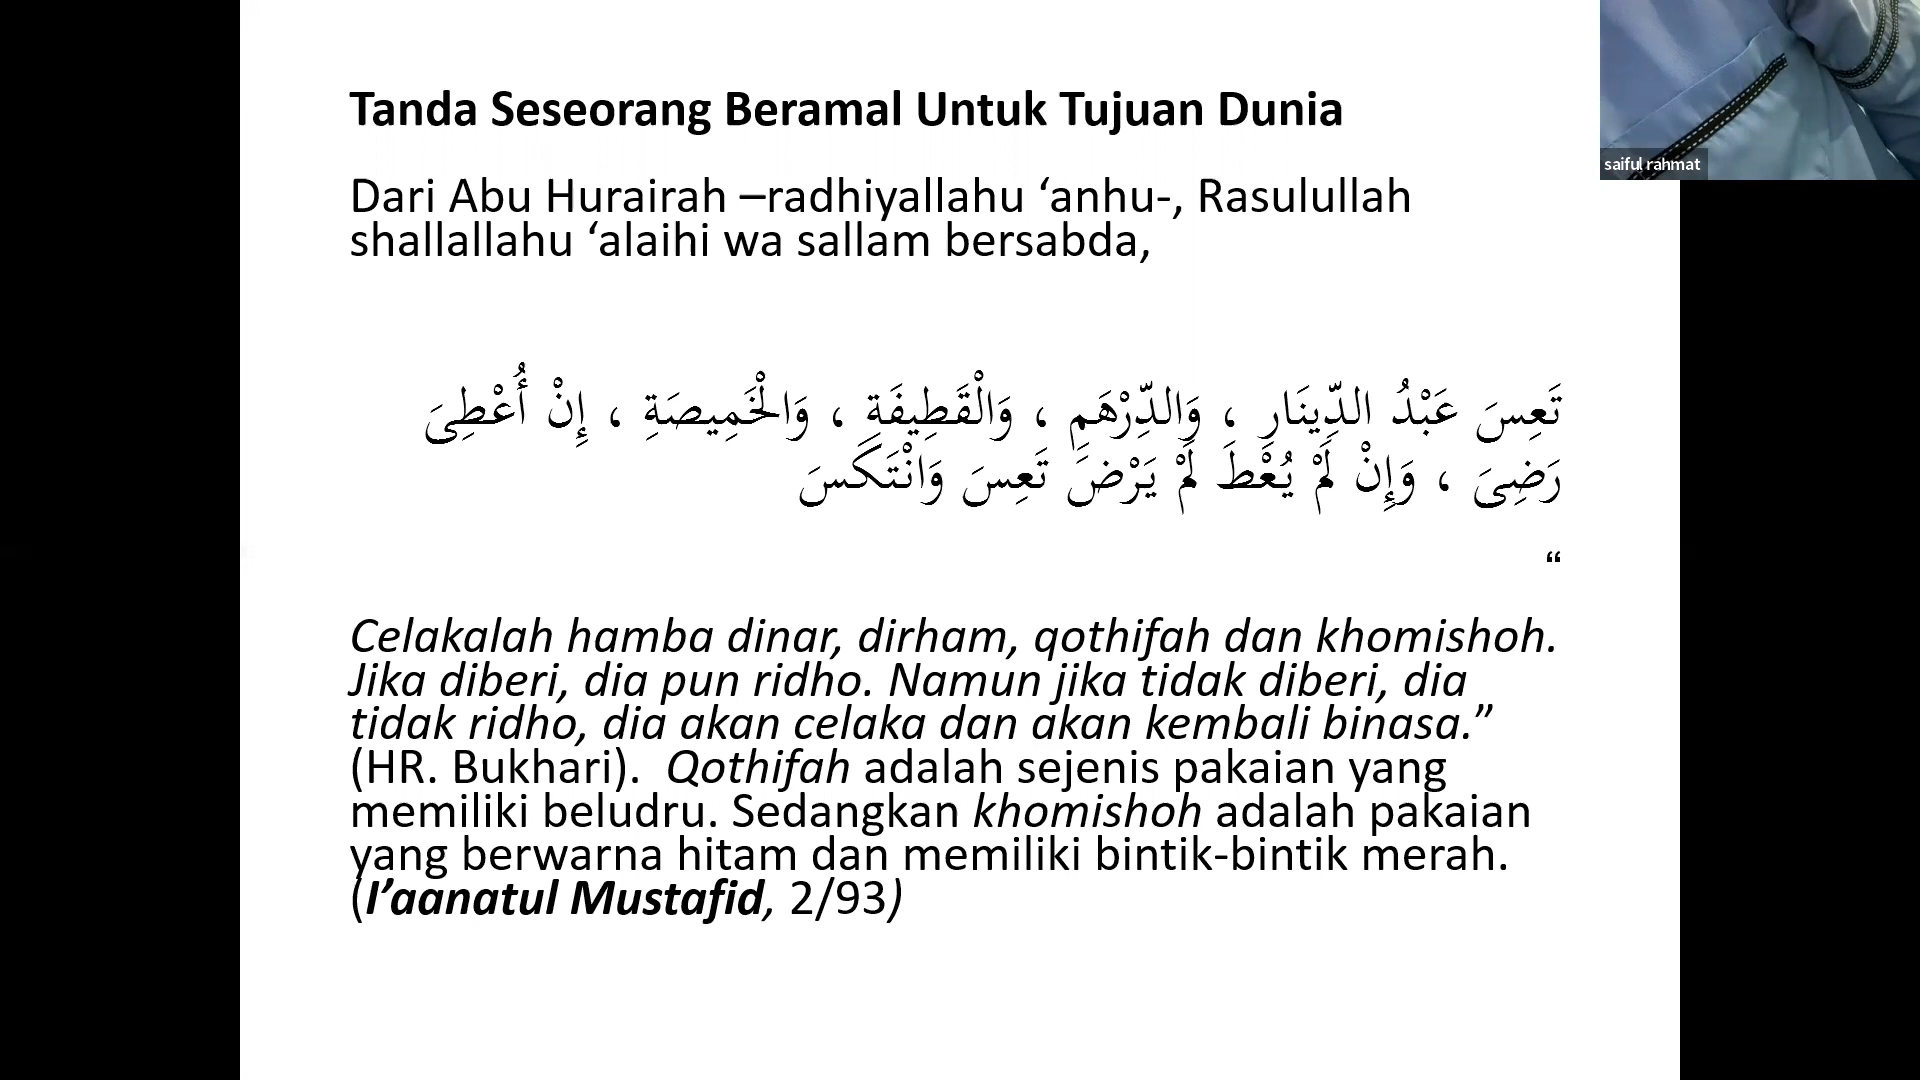 Tanda Seseorang Beramal Untuk Tujuan Dunia
saiful rahmat
Dari Abu Hurairah –radhiyallahu ‘anhu-, Rasulullah
shallallahu ‘alaihi wa sallam bersabda,
تَعِسَ عَبْدُ الدِّينَارِ ، وَالدِّرْهَمِ ، وَالْقَطِيفَةِ ، وَالْخَمِيصَةِ ، إِنْ أُعْطِىَ
رَضِىَ ، وَإِنْ لَمْ يُعْطَ لَمْ يَرْضَ تَعِسَ وَانْتَكَسَ
“
Celakalah hamba dinar, dirham, qothifah dan khomishoh.
Jika diberi, dia pun ridho. Namun jika tidak diberi, dia
tidak ridho, dia akan celaka dan akan kembali binasa.”
(HR. Bukhari). Qothifah adalah sejenis pakaian yang
memiliki beludru. Sedangkan khomishoh adalah pakaian
yang berwarna hitam dan memiliki bintik-bintik merah.
(I’aanatul Mustafid, 2/93)